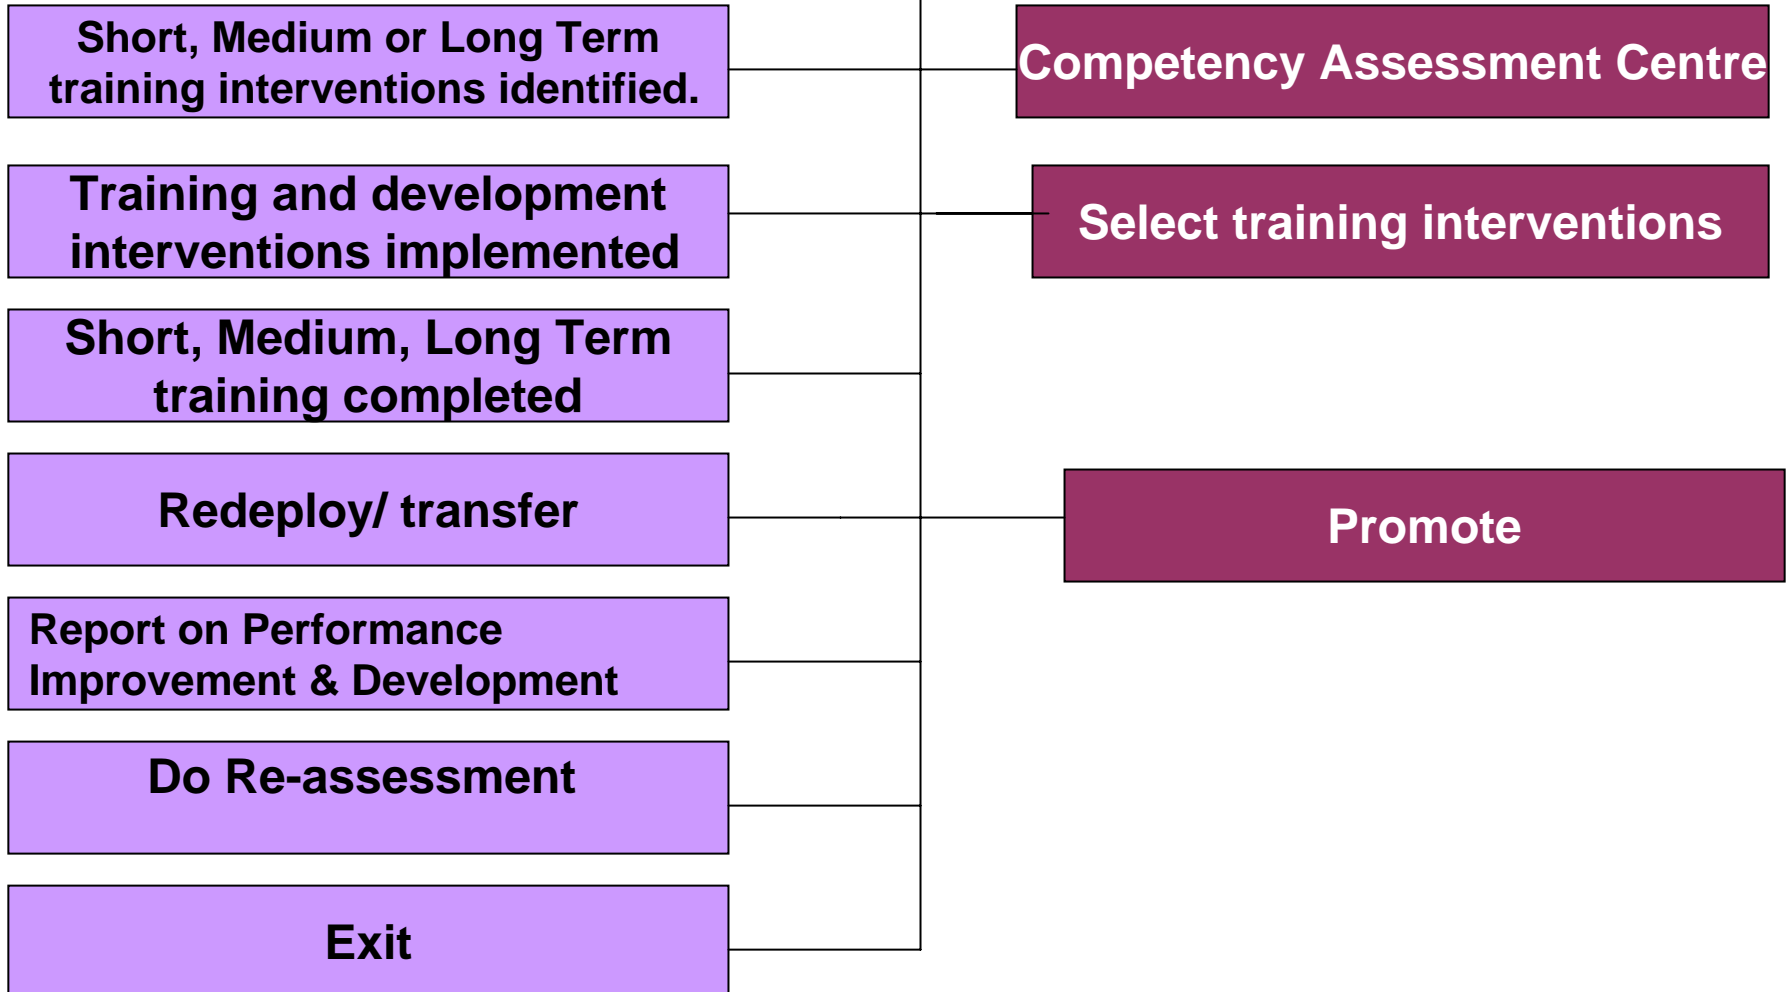 Short, Medium or Long Term
training interventions identified.
Competency Assessment Centre
Training and development
interventions implemented
Select training interventions
Short, Medium, Long Term
training completed
Redeploy/ transfer
Promote
Report on Performance
Improvement & Development
Do Re-assessment
Exit